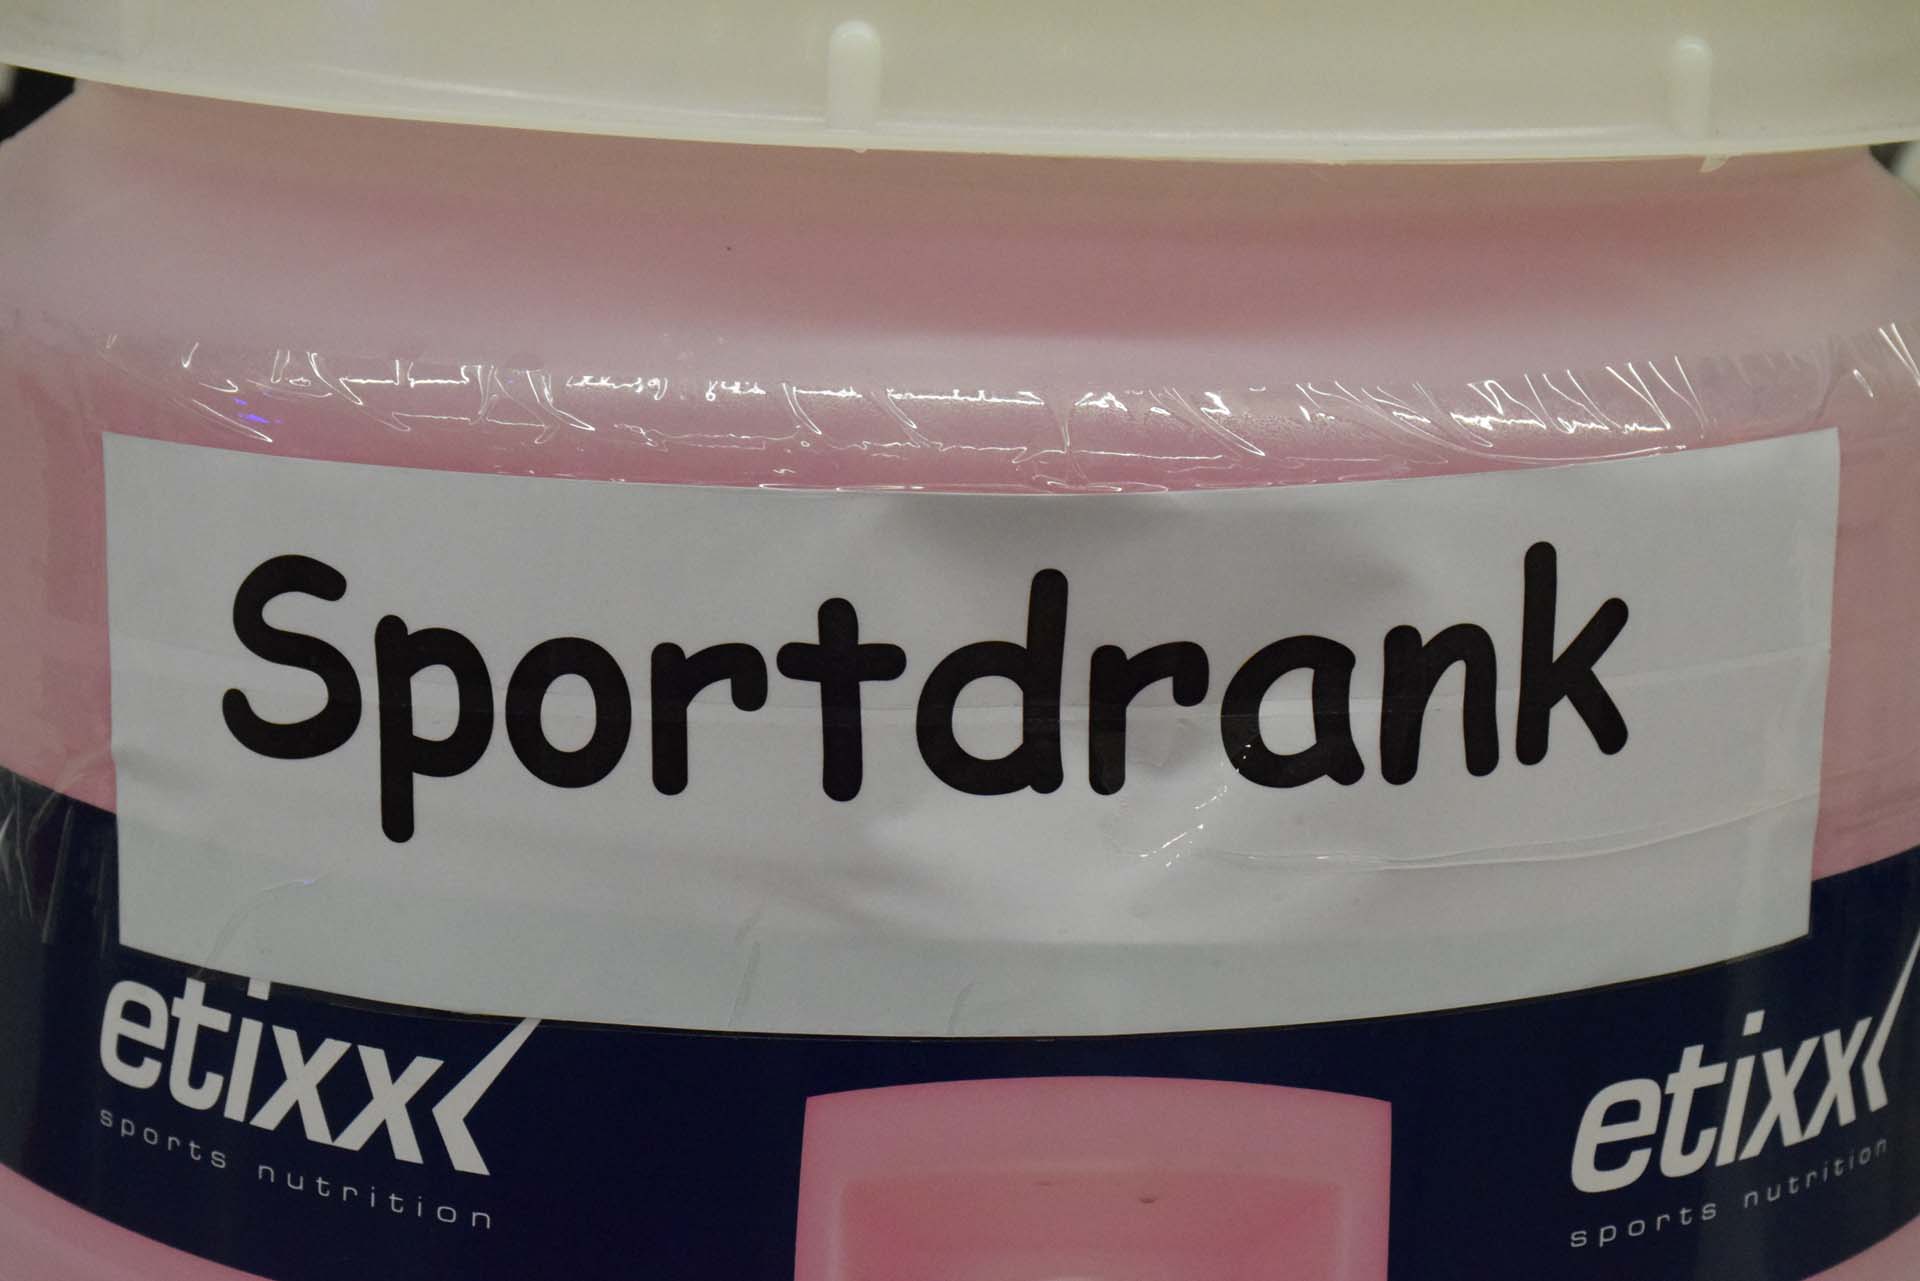 Sportdrank
etixx
sports nutrition
etixx
sports nutrition